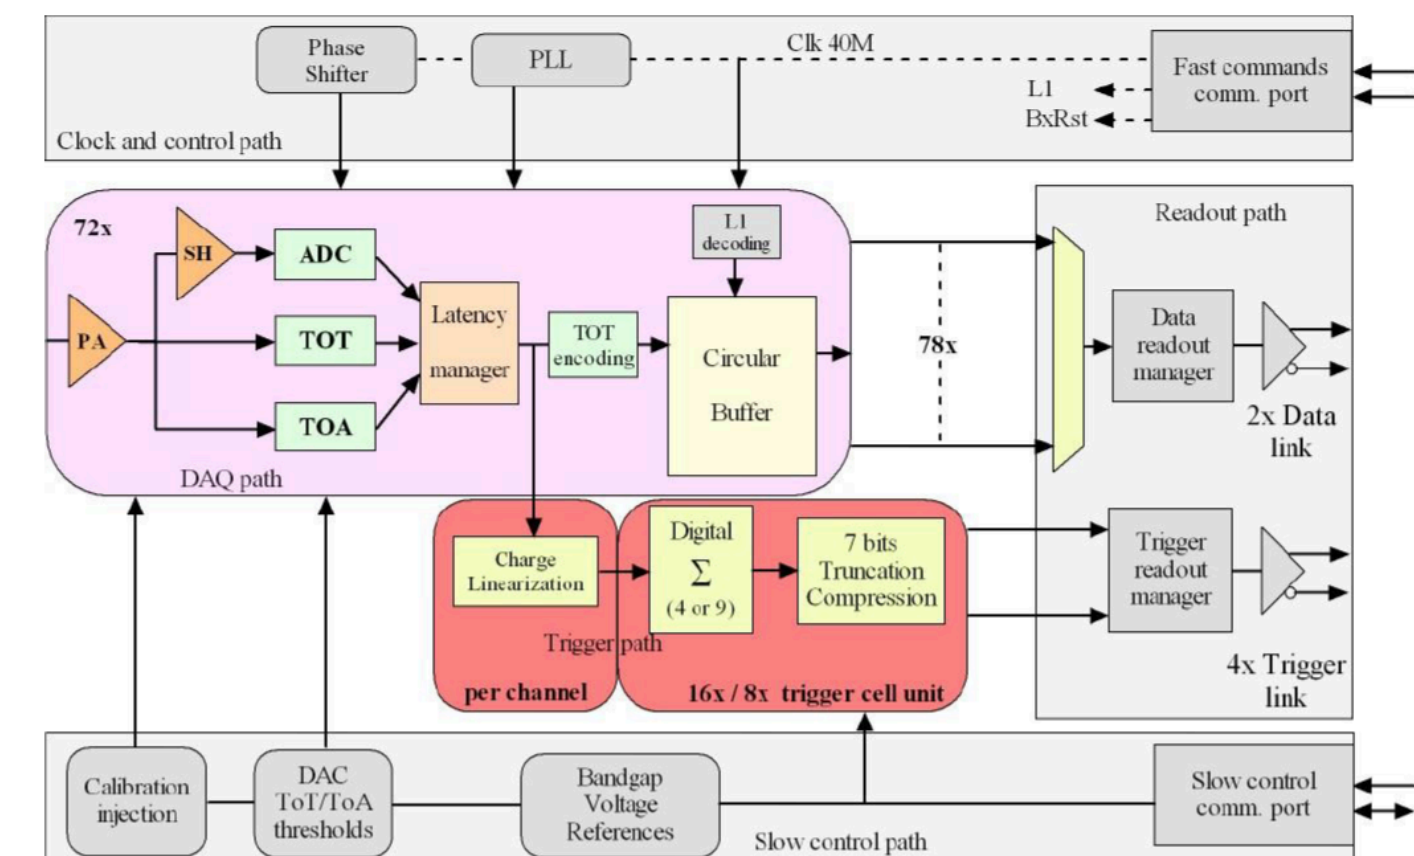 Phase
Shifter
PLL
Clk 40M
Fast commands
comm. port
L1
BxRst
Clock and control path
72x
SH
ADC
L1
decoding
Readout path
PA
TOT
Latency
manager
TOT
encoding
Circular
Buffer
78x
Data
readout
manager
TOA
2x Data
link
DAQ path
Charge
Linearization
Digital
Σ
(4 or 9)
7 bits
Truncation
Compression
Trigger
readout
manager
Trigger path
per channel
16x / 8x trigger cell unit
4x Trigger
link
Calibration
injection
DAC
ToT/ToA
thresholds
Bandgap
Voltage
References
Slow control
comm. port
Slow control path